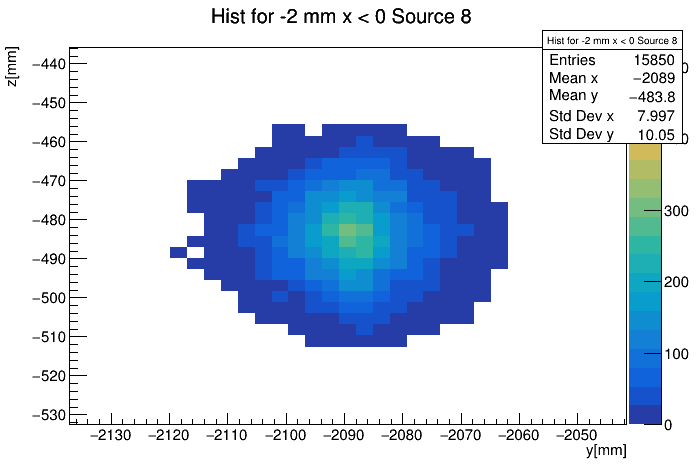 Hist for -2 mm x < 0 Source 8
Hist for -2 mm x < 0 Source 8
Entries 15850
Mean x −2089
Mean y −483.8
Std Dev x 7.997
Std Dev y 10.05
z[mm]
−440
−450
−460
−470
−480
−490
−500
−510
−520
−530
−2130 −2120 −2110 −2100 −2090 −2080 −2070 −2060 −2050
y[mm]
0
0
300
200
100
0